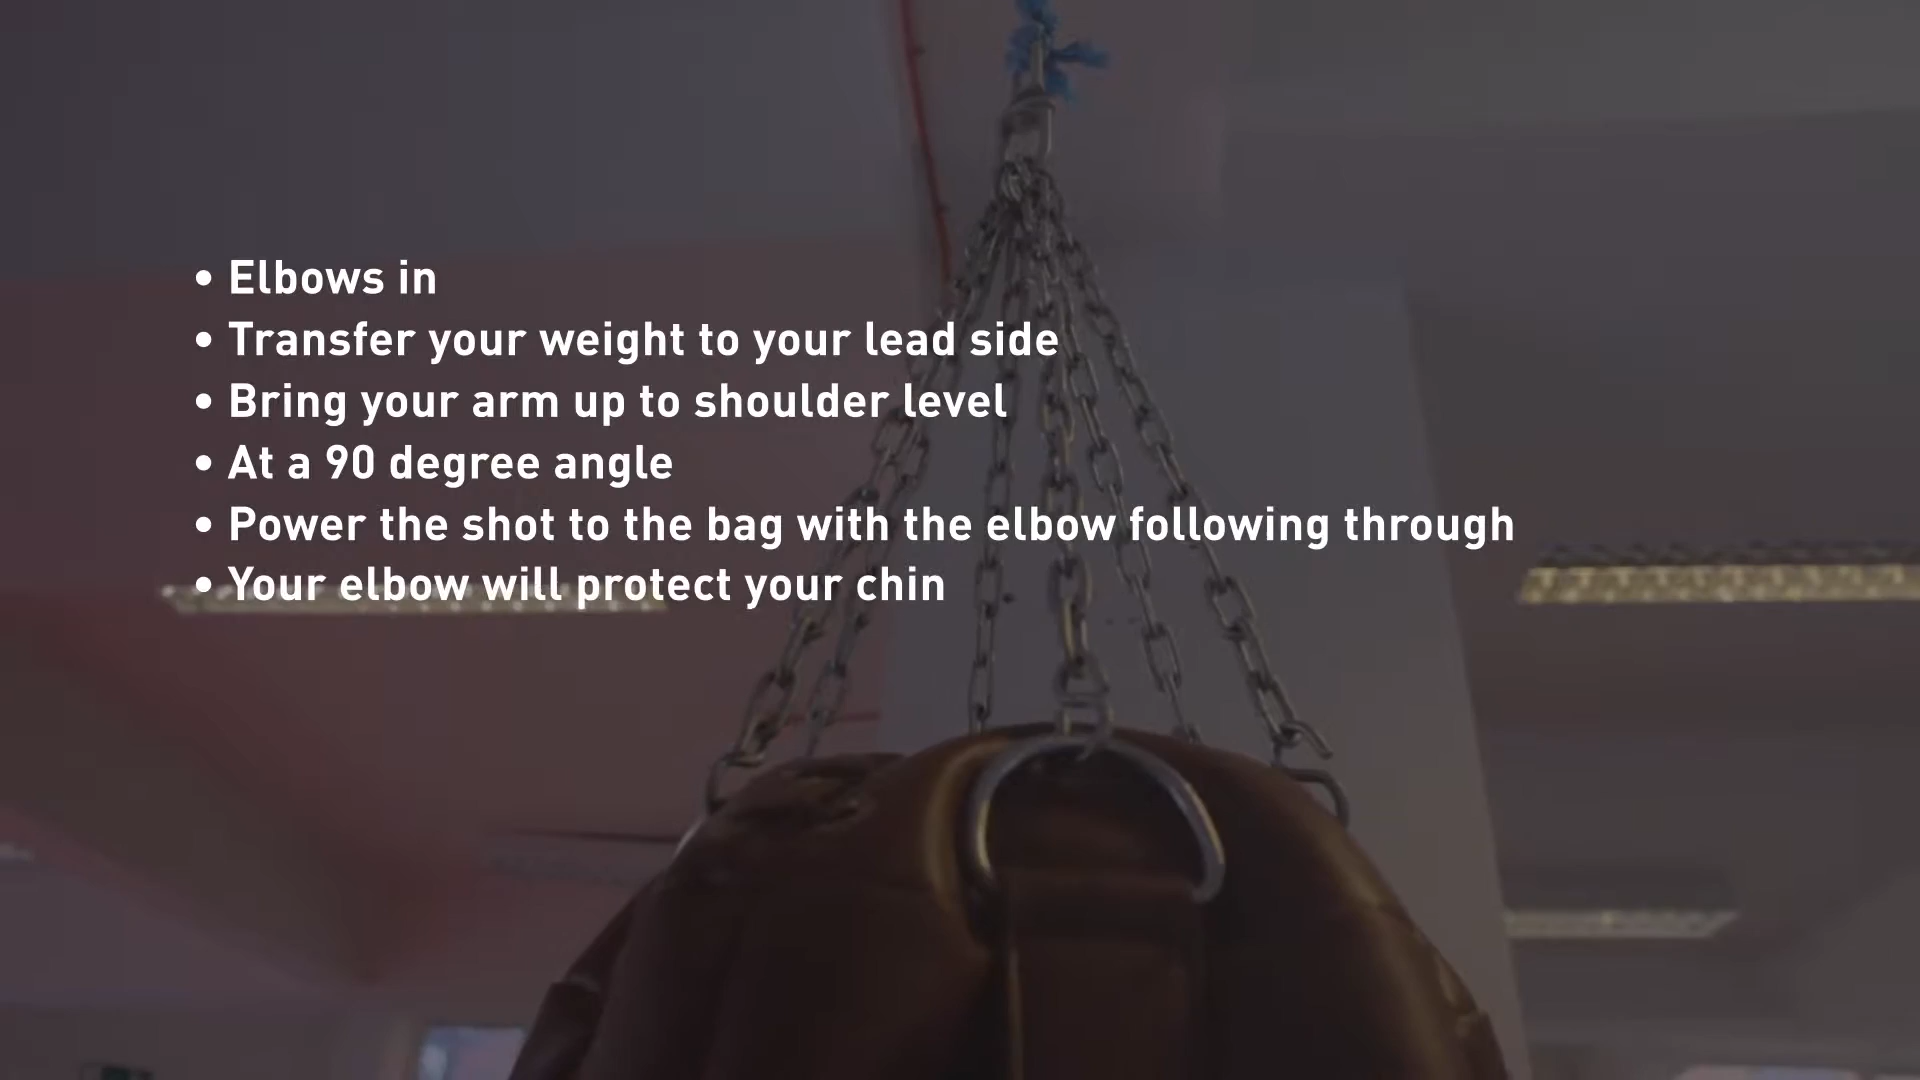 • Elbows in
• Transfer your weight to your lead side
• Bring your arm up to shoulder level
• At a 90 degree angle
• Power the shot to the bag with the elbow following through
• Your elbow will protect your chin